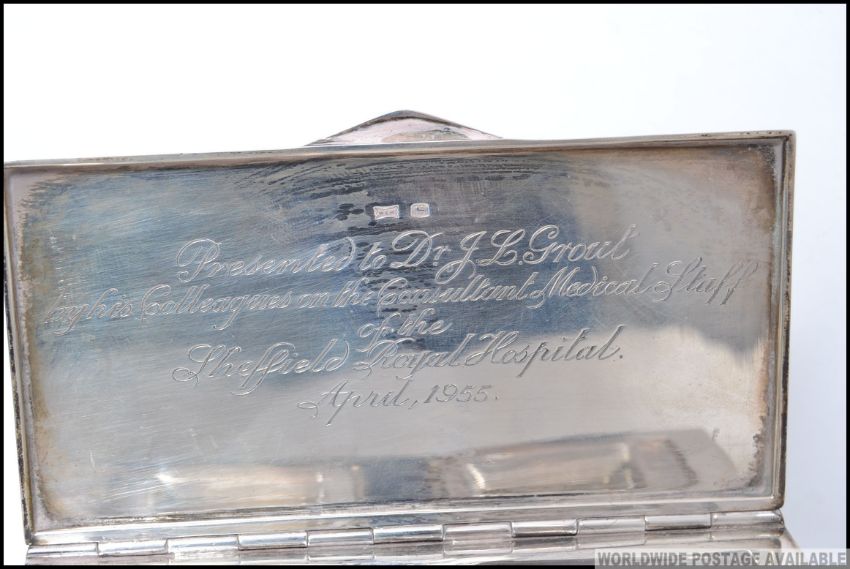 Presented to Dr J. L. Grout
by his Colleagues on the Consultant Medical Staff
of the
Sheffield Royal Hospital.
April, 1955.
WORLDWIDE POSTAGE AVAILABLE